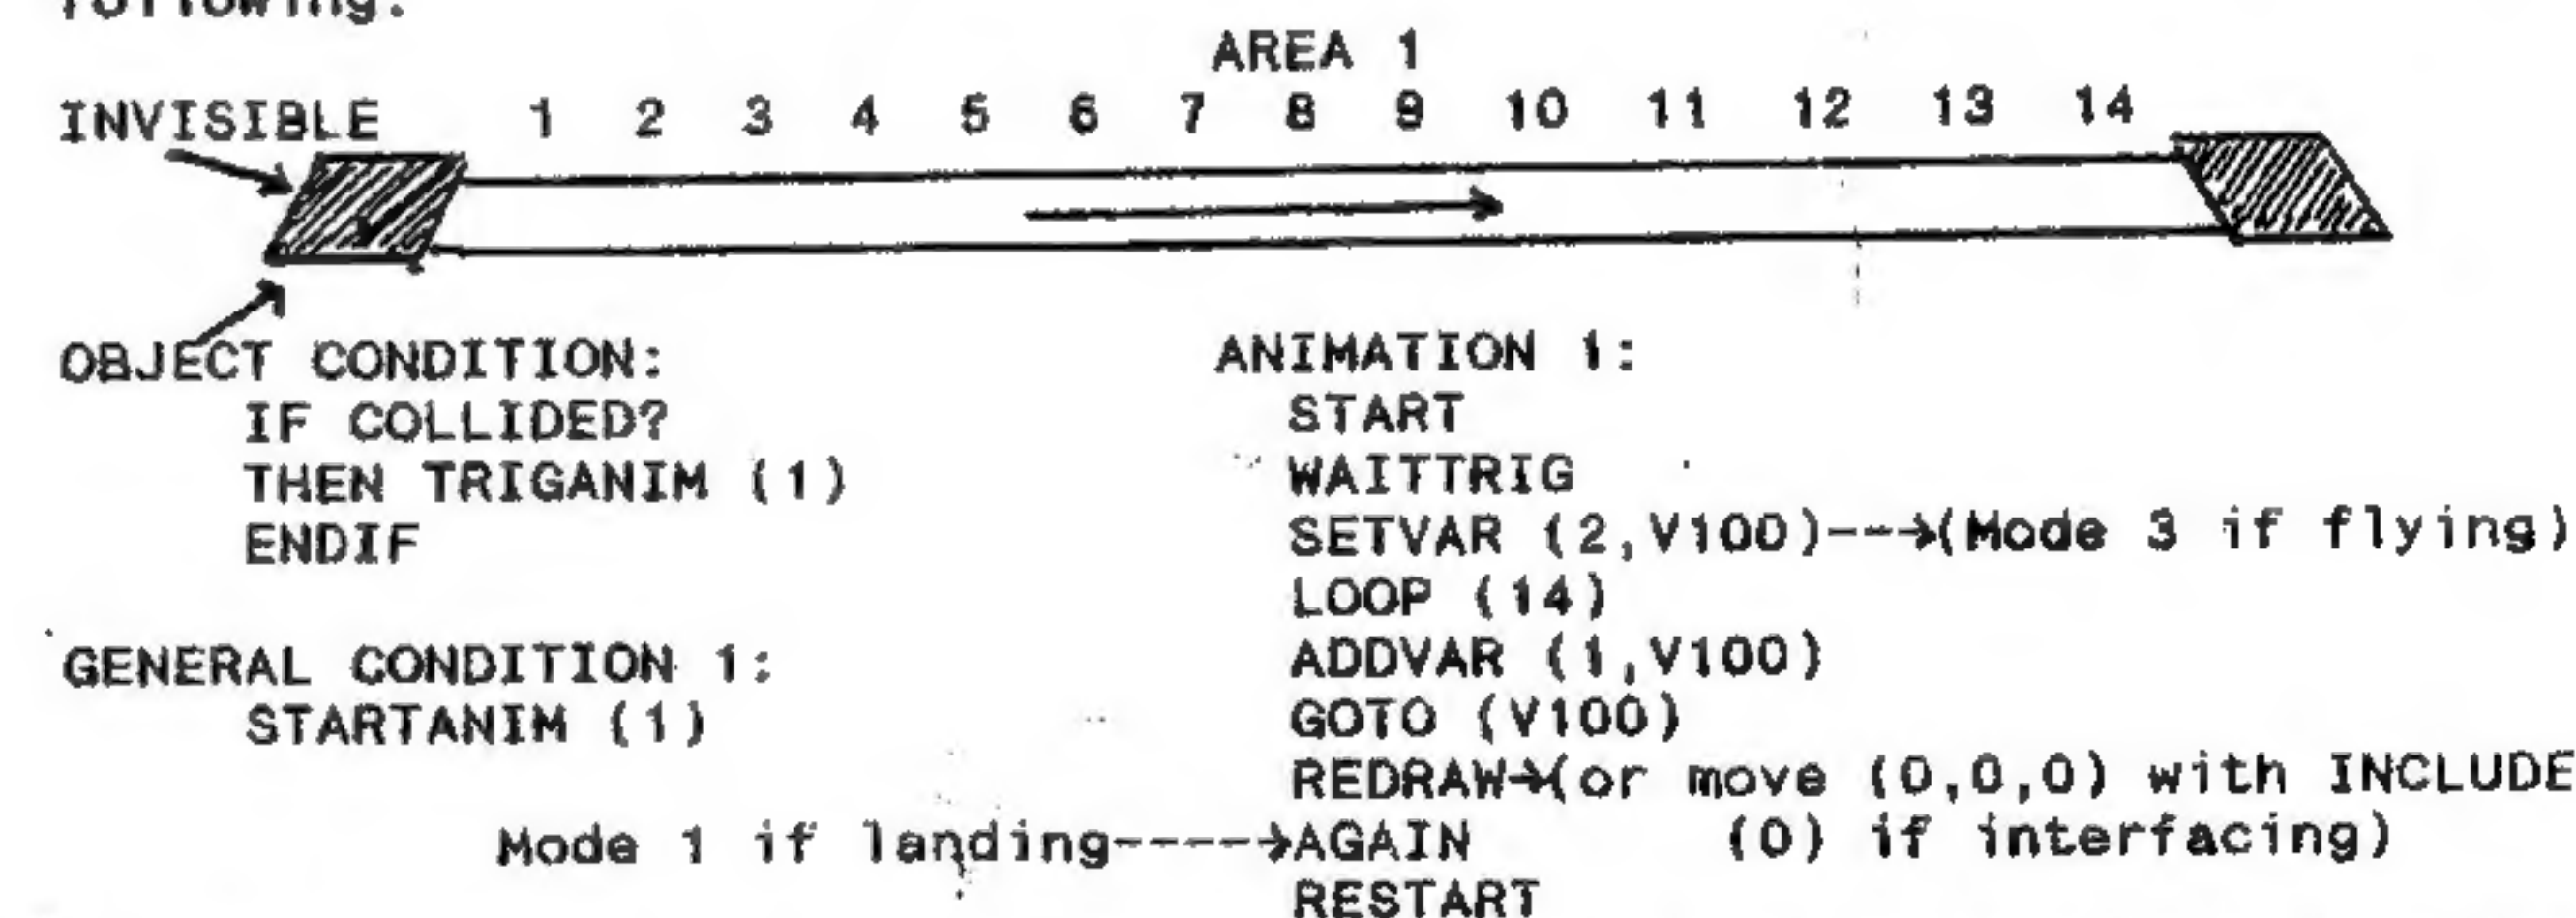 following:
AREA 1
INVISIBLE 1 2 3 4 5 6 7 8 9 10 11 12 13 14
OBJECT CONDITION:
IF COLLIDED?
THEN TRIGANIM (1)
ENDIF
GENERAL CONDITION 1:
STARTANIM (1)
ANIMATION 1:
START
WAITTRIG
SETVAR (2,V100)--->(Mode 3 if flying)
LOOP (14)
ADDVAR (1,V100)
GOTO (V100)
REDRAW→(or move (0,0,0) with INCLUDE
Mode 1 if landing----->AGAIN (0) if interfacing)
RESTART